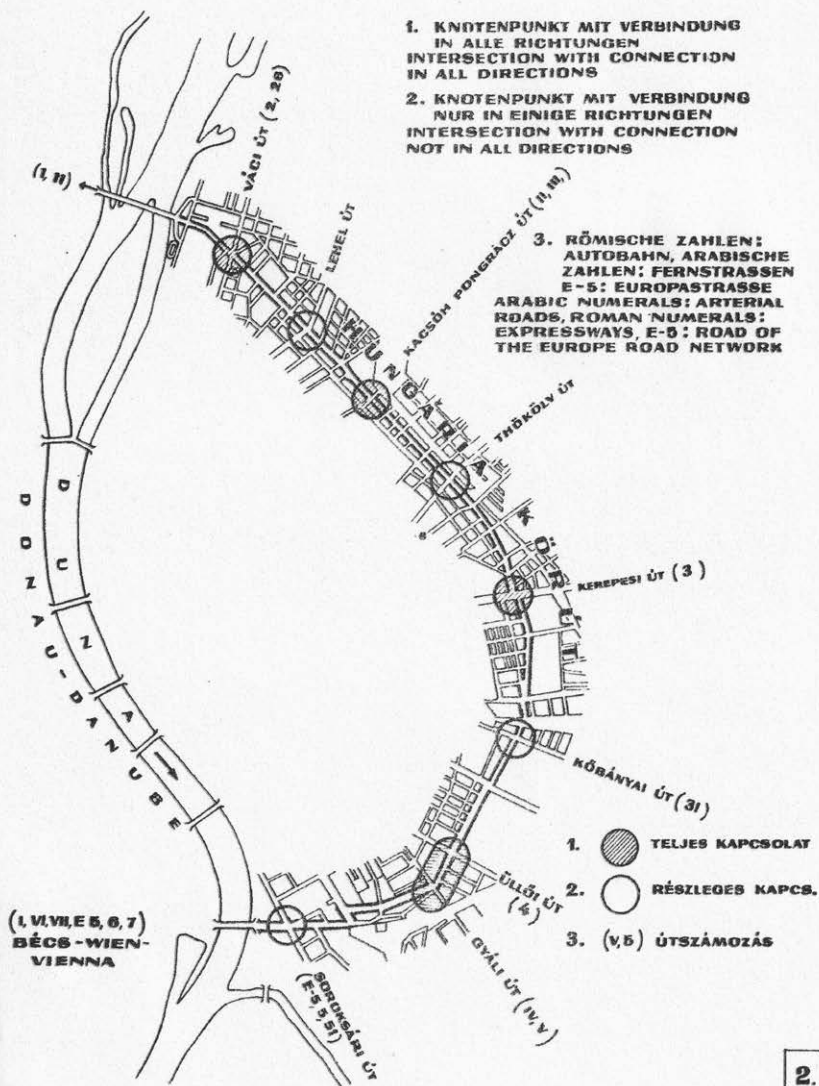 1. KNOTENPUNKT MIT VERBINDUNG
IN ALLE RICHTUNGEN
INTERSECTION WITH CONNECTION
IN ALL DIRECTIONS
2. KNOTENPUNKT MIT VERBINDUNG
NUR IN EINIGE RICHTUNGEN
INTERSECTION WITH CONNECTION
NOT IN ALL DIRECTIONS
3. RÖMISCHE ZAHLEN:
AUTOBAHN, ARABISCHE
ZAHLEN: FERNSTRASSEN
E-5: EUROPASTRASSE
ARABIC NUMERALS: ARTERIAL
ROADS, ROMAN NUMERALS:
EXPRESSWAYS, E-5: ROAD OF
THE EUROPE ROAD NETWORK
(I, II)
VÁCI ÚT (2, 26)
LEHEL ÚT
KACSÓH PONGRÁCZ ÚT (II, III,)
HUNGÁRIA KÖRÚT
THÖKÖLY ÚT
KEREPESI ÚT (3)
KŐBÁNYAI ÚT (31)
ÜLLŐI ÚT
(4)
GYÁLI ÚT (IV, V)
SOROKSÁRI ÚT
(E-5, 5, 51)
DUNA
DONAU-DANUBE
(I, VI, VII, E 5, 6, 7)
BÉCS-WIEN-
VIENNA
1. TELJES KAPCSOLAT
2. RÉSZLEGES KAPCS.
3. (V, 5) ÚTSZÁMOZÁS
2.